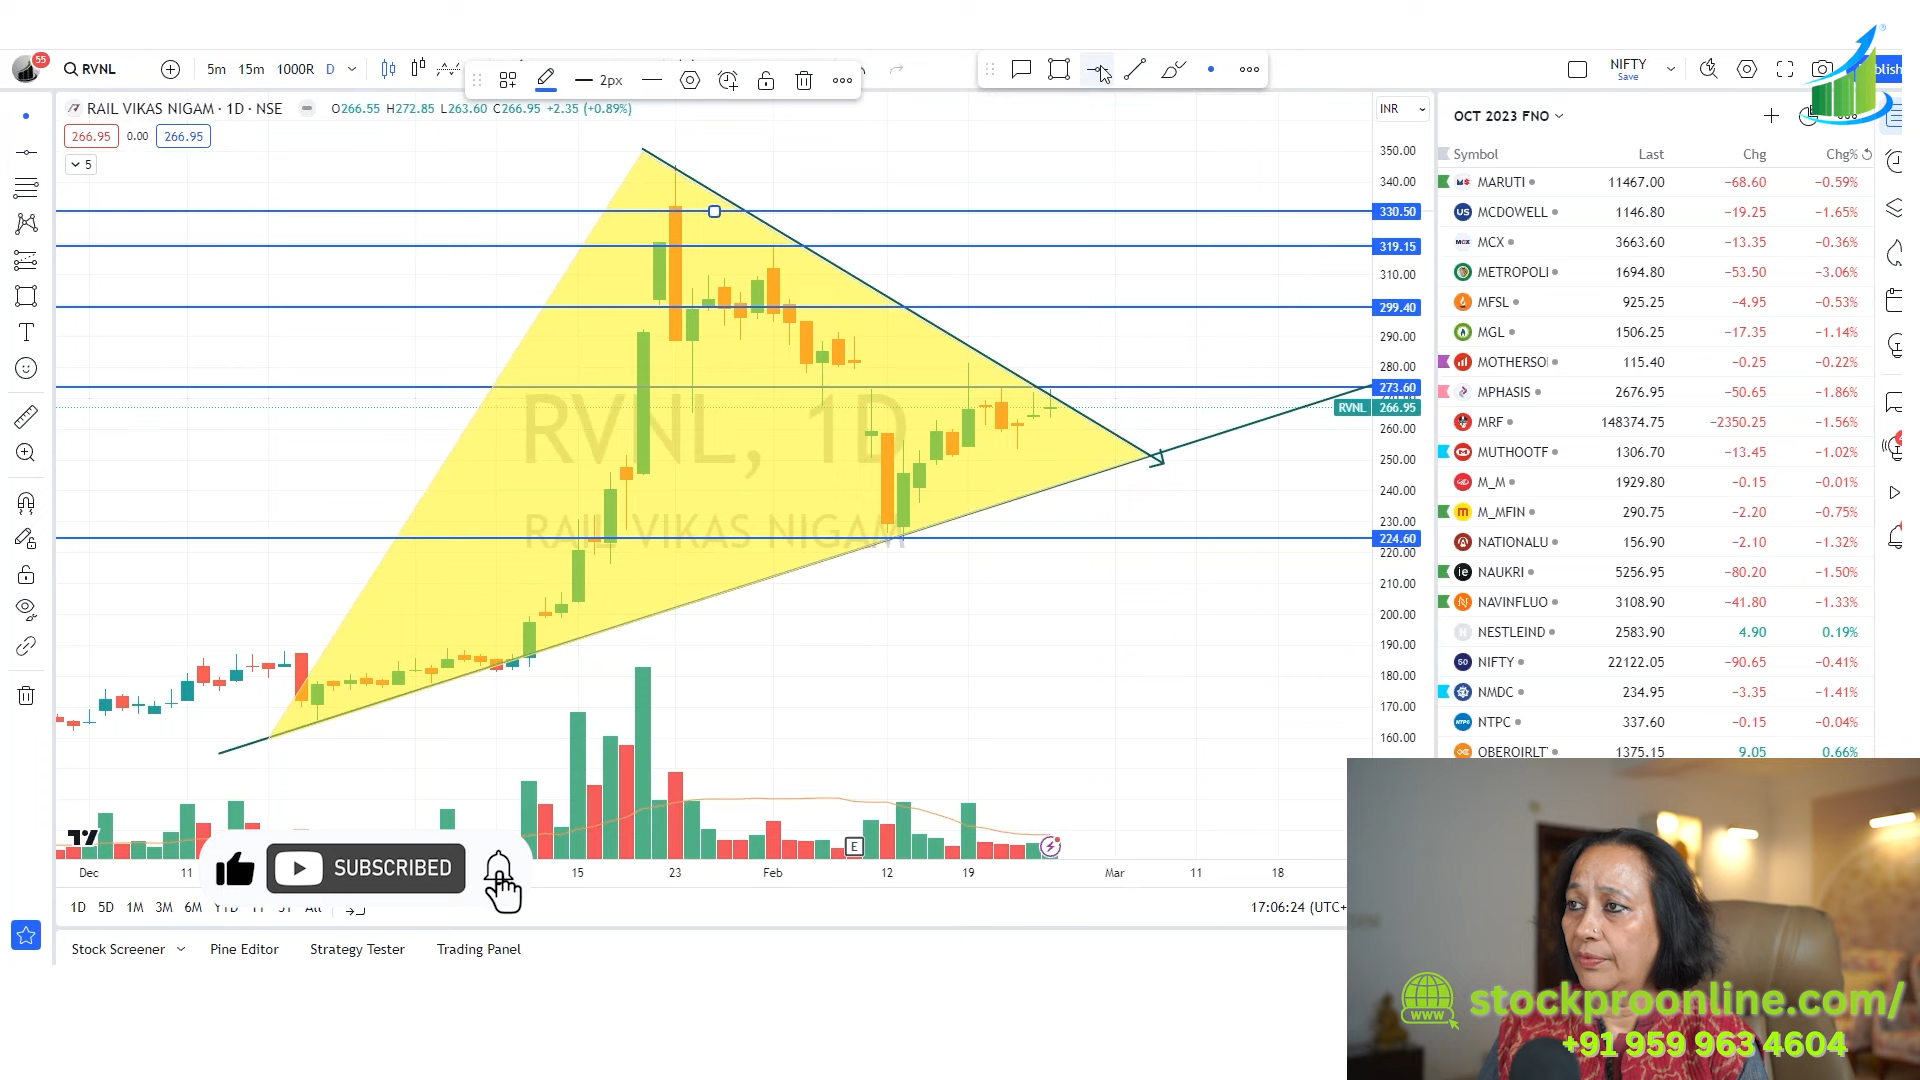 55
RVNL
5m 15m 1000R D
2px
NIFTY
Save
blish
RAIL VIKAS NIGAM · 1D · NSE
O266.55 H272.85 L263.60 C266.95 +2.35 (+0.89%)
INR
266.95 0.00 266.95
5
350.00
340.00
330.50
319.15
310.00
299.40
290.00
280.00
273.60
RVNL 266.95
260.00
250.00
240.00
230.00
224.60
220.00
210.00
200.00
190.00
180.00
170.00
160.00
RVNL, 1D
RAIL VIKAS NIGAM
E
Dec 11 15 23 Feb 12 19 Mar 11 18
SUBSCRIBED
1D 5D 1M 3M 6M YTD 1Y 5Y All
17:06:24 (UTC+
Stock Screener Pine Editor Strategy Tester Trading Panel
OCT 2023 FNO
Symbol Last Chg Chg%
MARUTI 11467.00 −68.60 −0.59%
MCDOWELL 1146.80 −19.25 −1.65%
MCX 3663.60 −13.35 −0.36%
METROPOLI 1694.80 −53.50 −3.06%
MFSL 925.25 −4.95 −0.53%
MGL 1506.25 −17.35 −1.14%
MOTHERSO 115.40 −0.25 −0.22%
MPHASIS 2676.95 −50.65 −1.86%
MRF 148374.75 −2350.25 −1.56%
MUTHOOTF 1306.70 −13.45 −1.02%
M_M 1929.80 −0.15 −0.01%
M_MFIN 290.75 −2.20 −0.75%
NATIONALU 156.90 −2.10 −1.32%
NAUKRI 5256.95 −80.20 −1.50%
NAVINFLUO 3108.90 −41.80 −1.33%
NESTLEIND 2583.90 4.90 0.19%
NIFTY 22122.05 −90.65 −0.41%
NMDC 234.95 −3.35 −1.41%
NTPC 337.60 −0.15 −0.04%
OBEROIRLT 1375.15 9.05 0.66%
www
stockproonline.com/
+91 959 963 4604